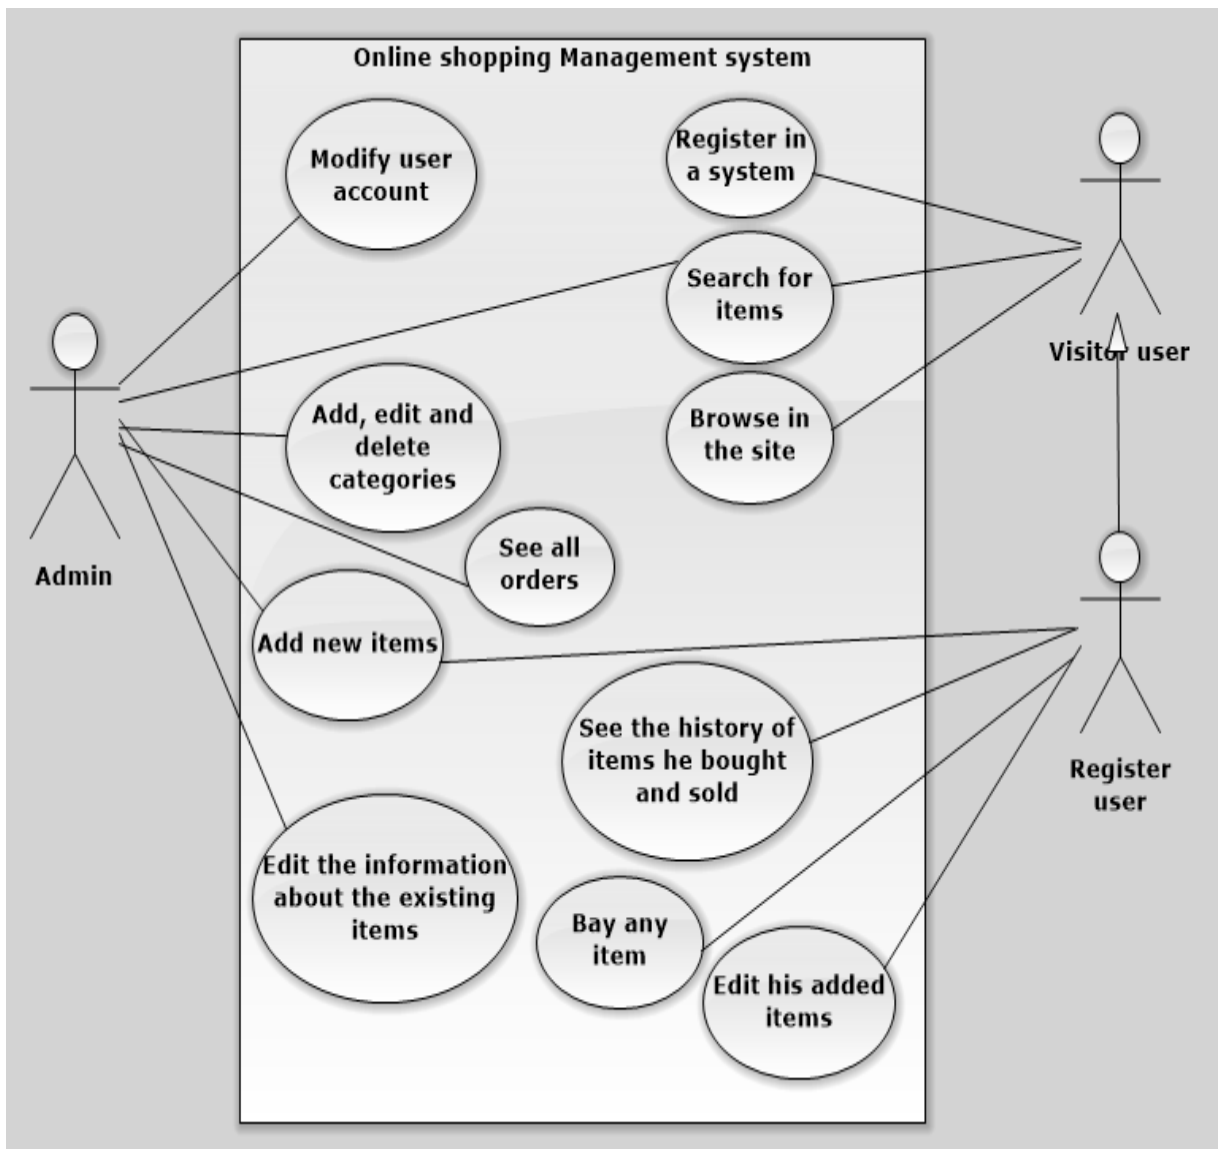 Online shopping Management system
Modify user
account
Register in
a system
Search for
items
Visitor user
Add, edit and
delete
categories
Browse in
the site
See all
orders
Admin
Add new items
See the history of
items he bought
and sold
Register
user
Edit the information
about the existing
items
Bay any
item
Edit his added
items